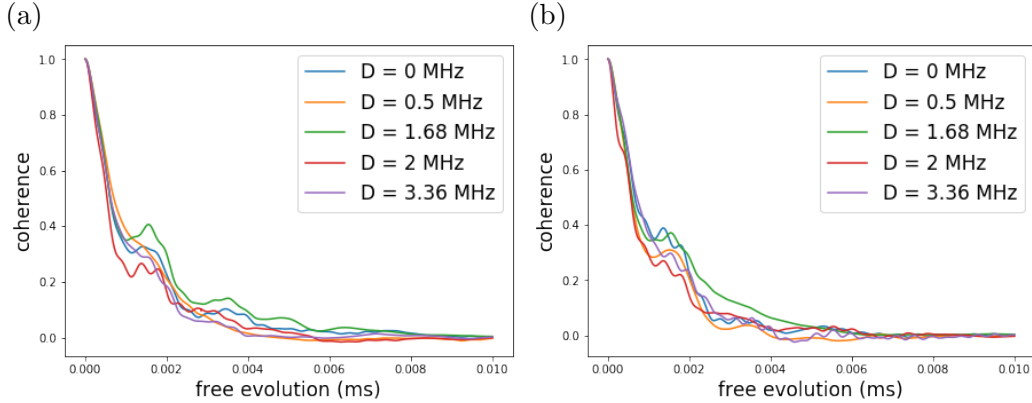 (a)
1.0
0.8
0.6
0.4
0.2
0.0
coherence
0.000
0.002
0.004
0.006
0.008
0.010
free evolution (ms)
D = 0 MHz
D = 0.5 MHz
D = 1.68 MHz
D = 2 MHz
D = 3.36 MHz
(b)
1.0
0.8
0.6
0.4
0.2
0.0
coherence
0.000
0.002
0.004
0.006
0.008
0.010
free evolution (ms)
D = 0 MHz
D = 0.5 MHz
D = 1.68 MHz
D = 2 MHz
D = 3.36 MHz